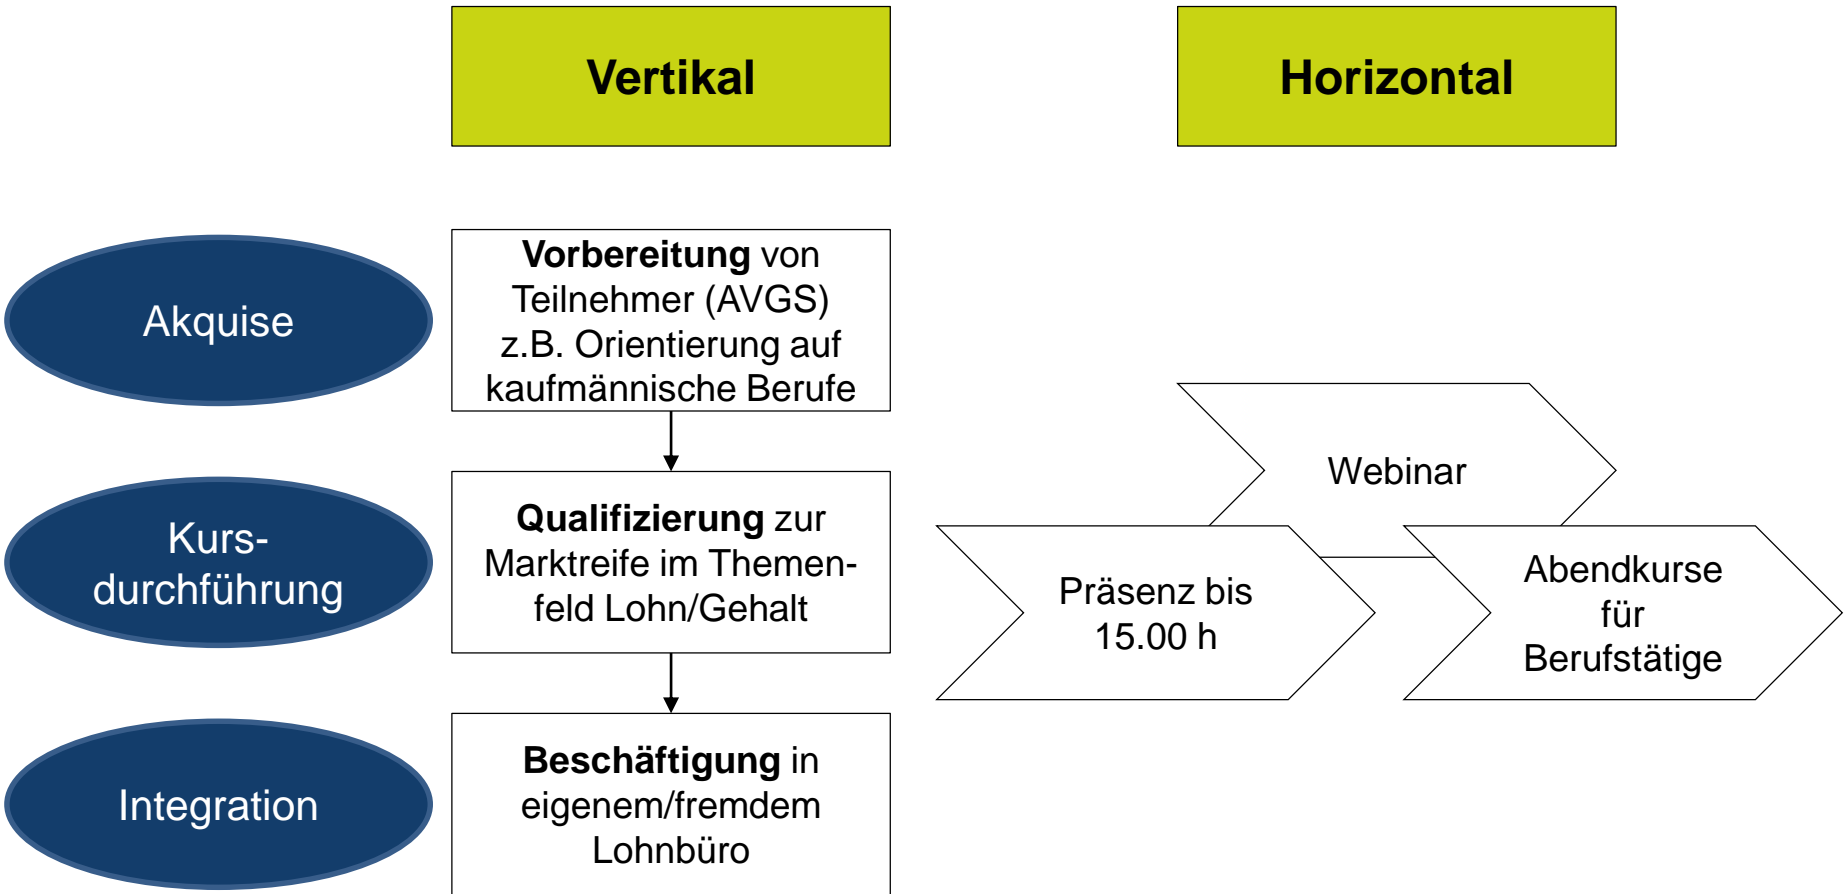 Vertikal
Horizontal
Akquise
Vorbereitung von
Teilnehmer (AVGS)
z.B. Orientierung auf
kaufmännische Berufe
Kurs-
durchführung
Qualifizierung zur
Marktreife im Themen-
feld Lohn/Gehalt
Webinar
Präsenz bis
15.00 h
Abendkurse
für
Berufstätige
Integration
Beschäftigung in
eigenem/fremdem
Lohnbüro